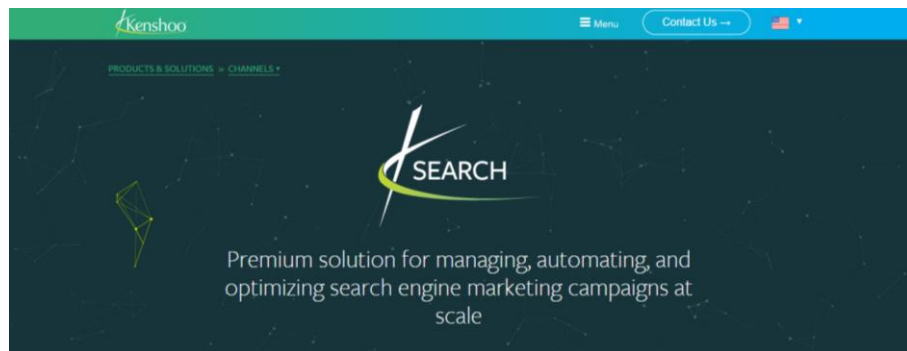 Kenshoo
Menu
Contact Us →
PRODUCTS & SOLUTIONS » CHANNELS
SEARCH
Premium solution for managing, automating, and
optimizing search engine marketing campaigns at
scale